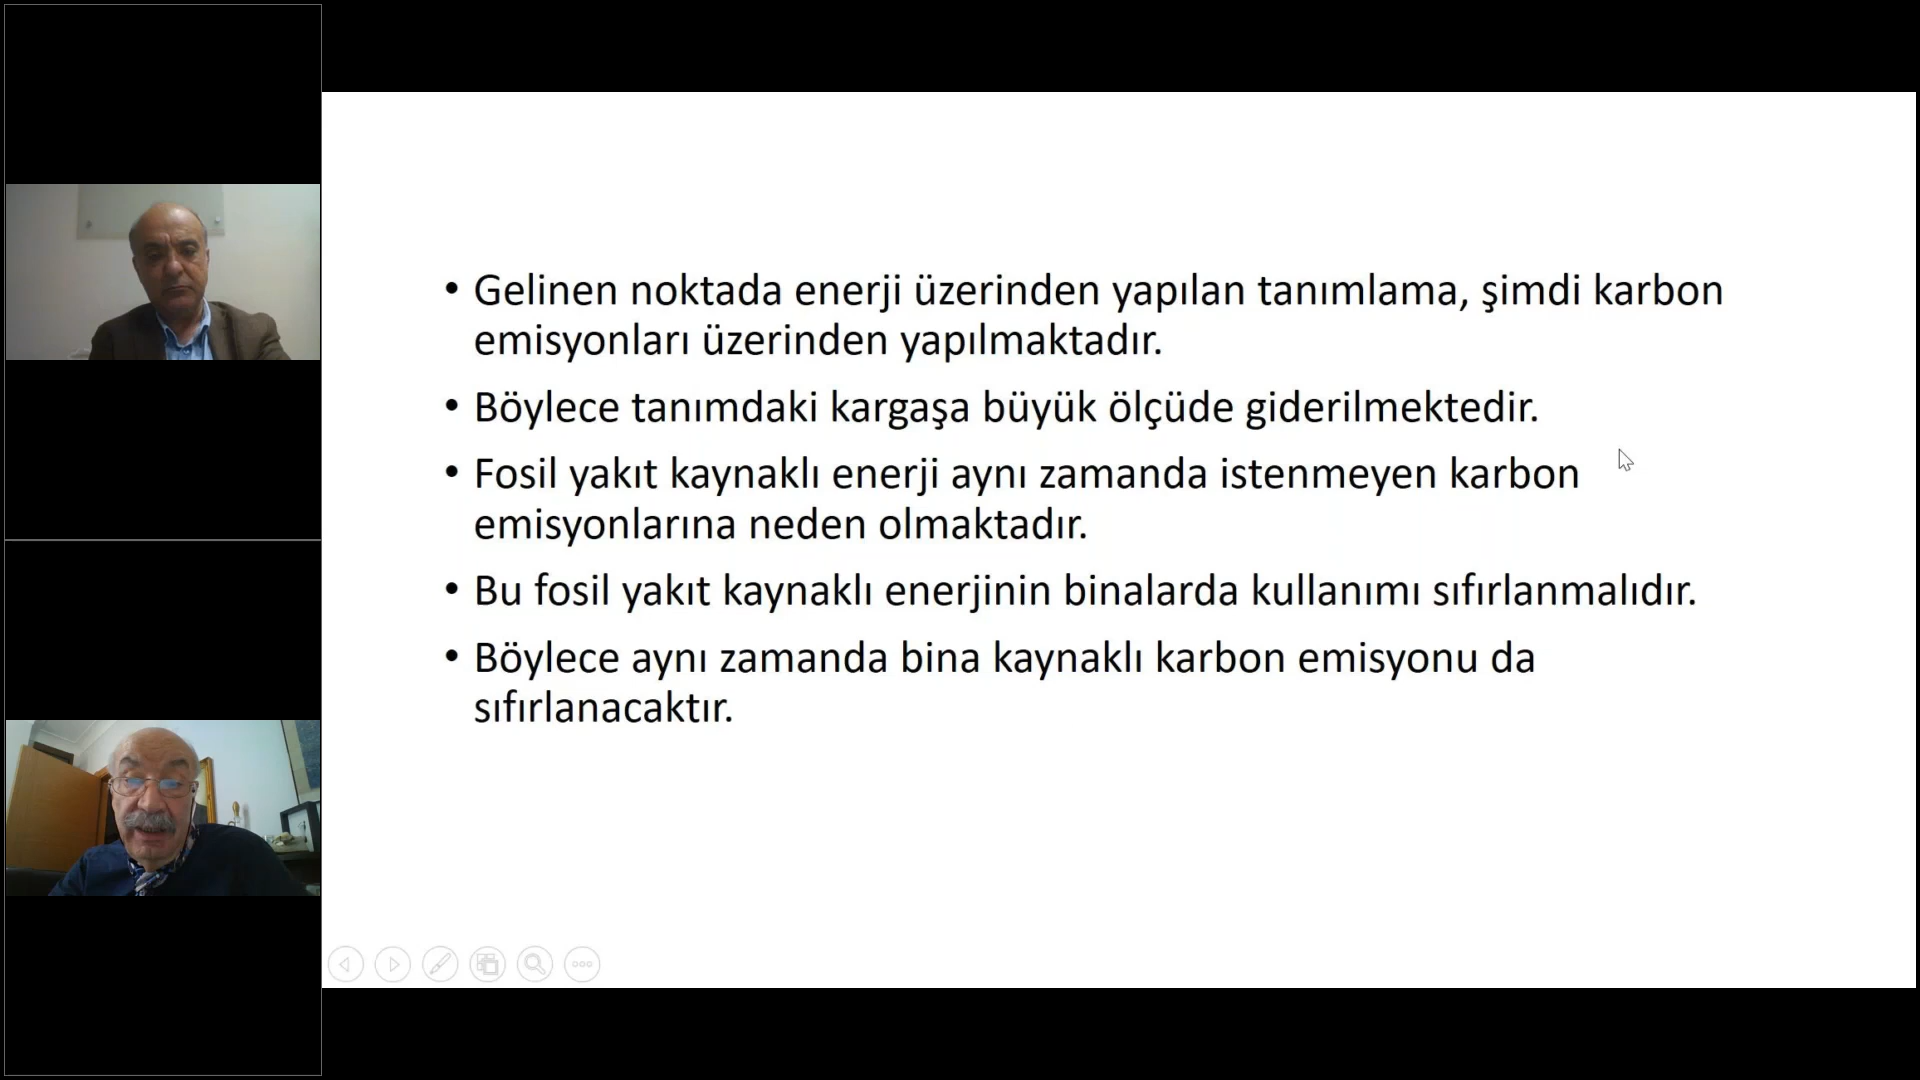 • Gelinen noktada enerji üzerinden yapılan tanımlama, şimdi karbon
emisyonları üzerinden yapılmaktadır.
• Böylece tanımdaki kargaşa büyük ölçüde giderilmektedir.
• Fosil yakıt kaynaklı enerji aynı zamanda istenmeyen karbon
emisyonlarına neden olmaktadır.
• Bu fosil yakıt kaynaklı enerjinin binalarda kullanımı sıfırlanmalıdır.
• Böylece aynı zamanda bina kaynaklı karbon emisyonu da
sıfırlanacaktır.